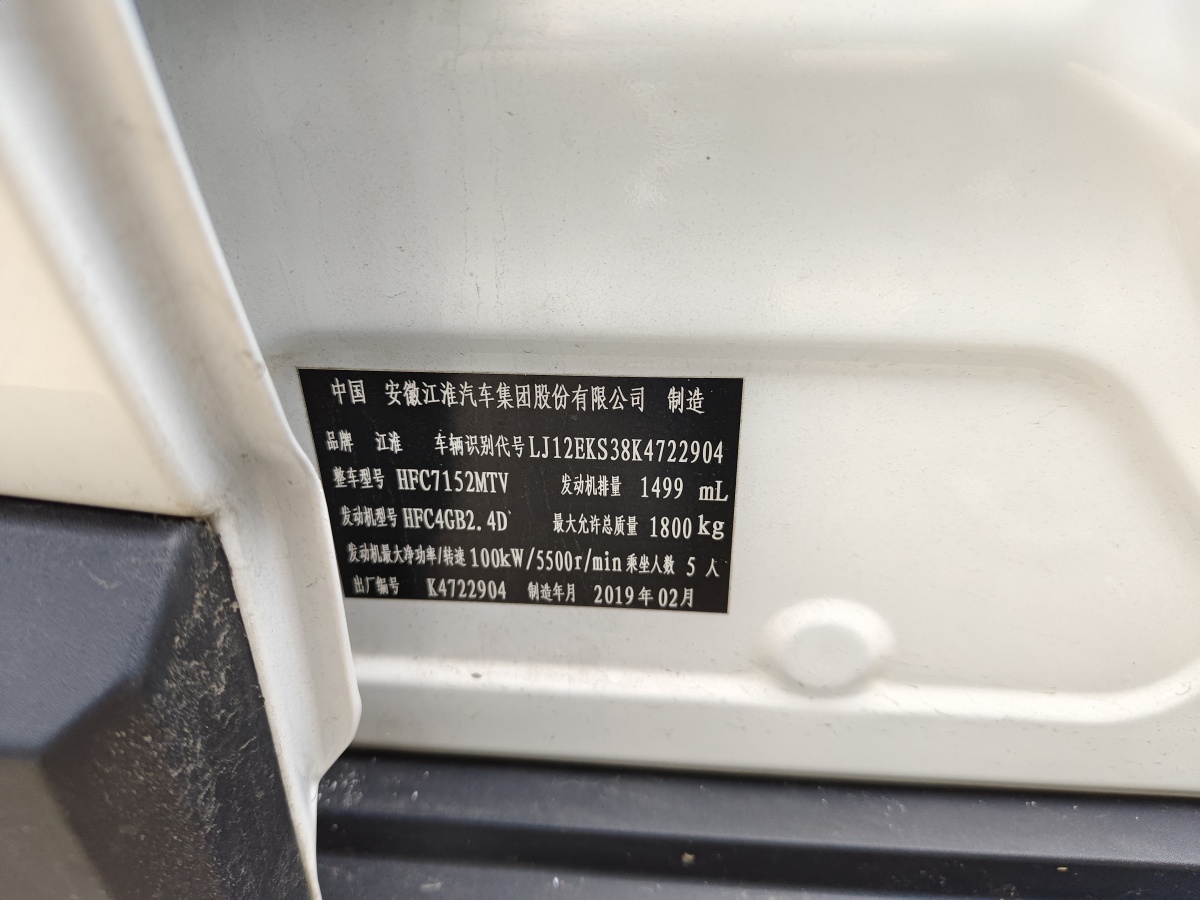 中国 安徽江淮汽车集团股份有限公司 制造
品牌 江淮 车辆识别代号 LJ12EKS38K4722904
整车型号 HFC7152MTV 发动机排量 1499 mL
发动机型号 HFC4GB2.4D 最大允许总质量 1800 kg
发动机最大净功率/转速 100kW/5500r/min 乘坐人数 5 人
出厂编号 K4722904 制造年月 2019年02月